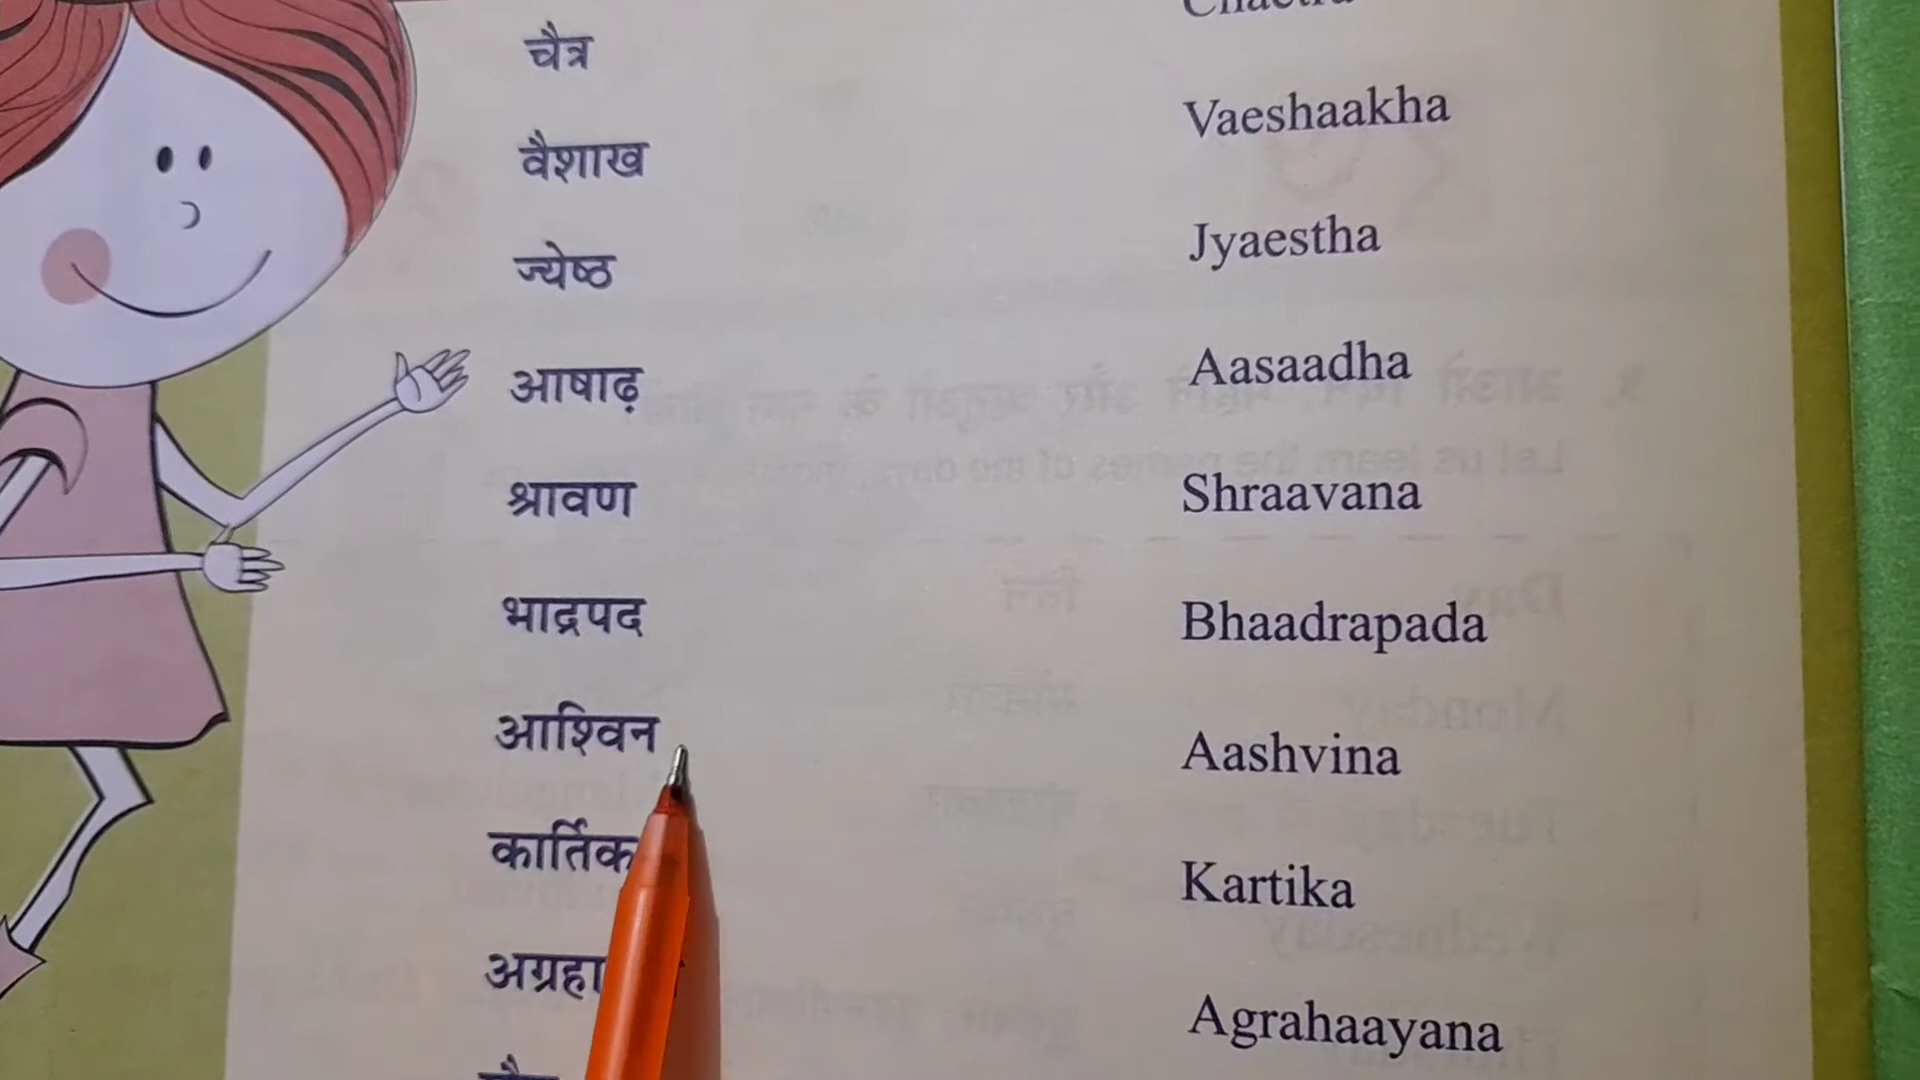 चैत्र
वैशाख Vaeshaakha
ज्येष्ठ Jyaestha
आषाढ़ Aasaadha
श्रावण Shraavana
भाद्रपद Bhaadrapada
आश्विन Aashvina
कार्तिक Kartika
Agrahaayana